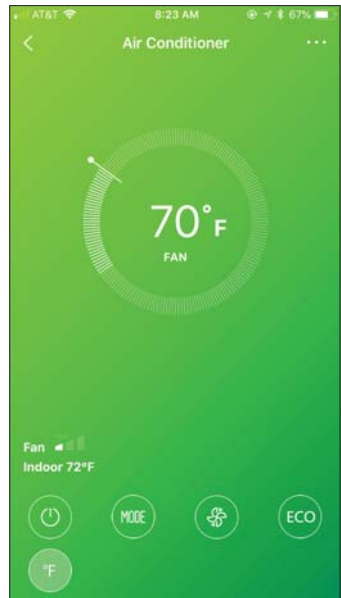 AT&T 8:23 AM 67%
Air Conditioner
70°F
FAN
Fan
Indoor 72°F
MODE ECO
°F